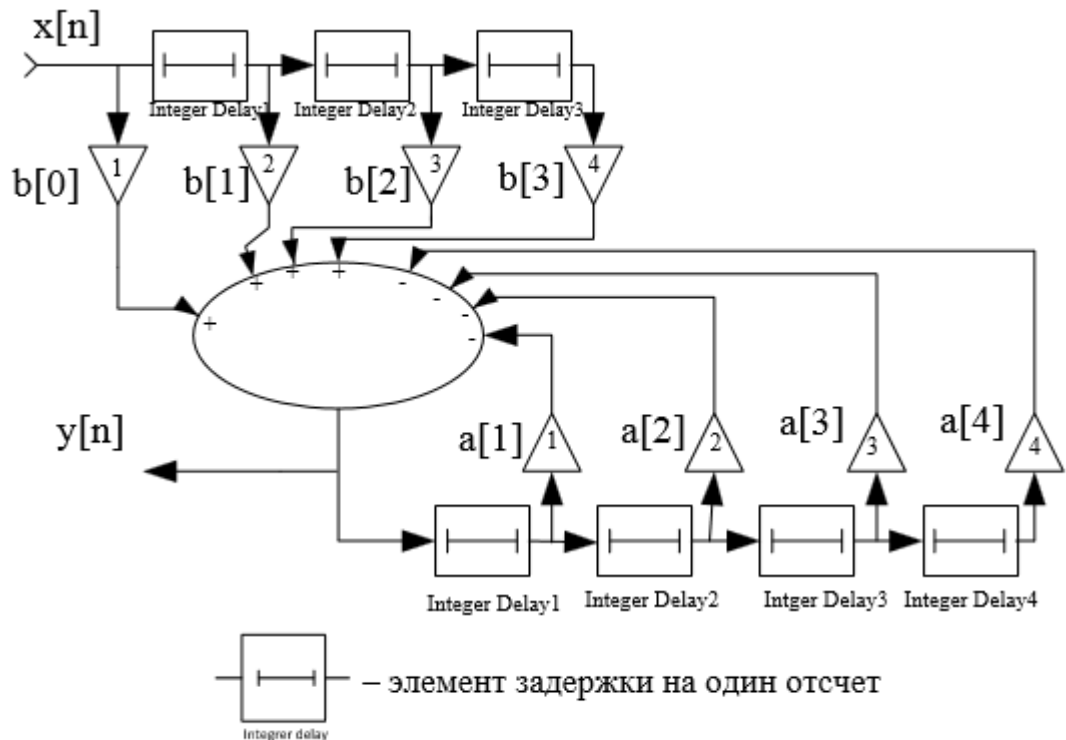 x[n]
Integer Delay1 Integer Delay2 Integer Delay3
1 2 3 4
b[0] b[1] b[2] b[3]
+ + + + - - - -
y[n]
a[1] a[2] a[3] a[4]
1 2 3 4
Integer Delay1 Integer Delay2 Intger Delay3 Integer Delay4
– элемент задержки на один отсчет
Integrer delay